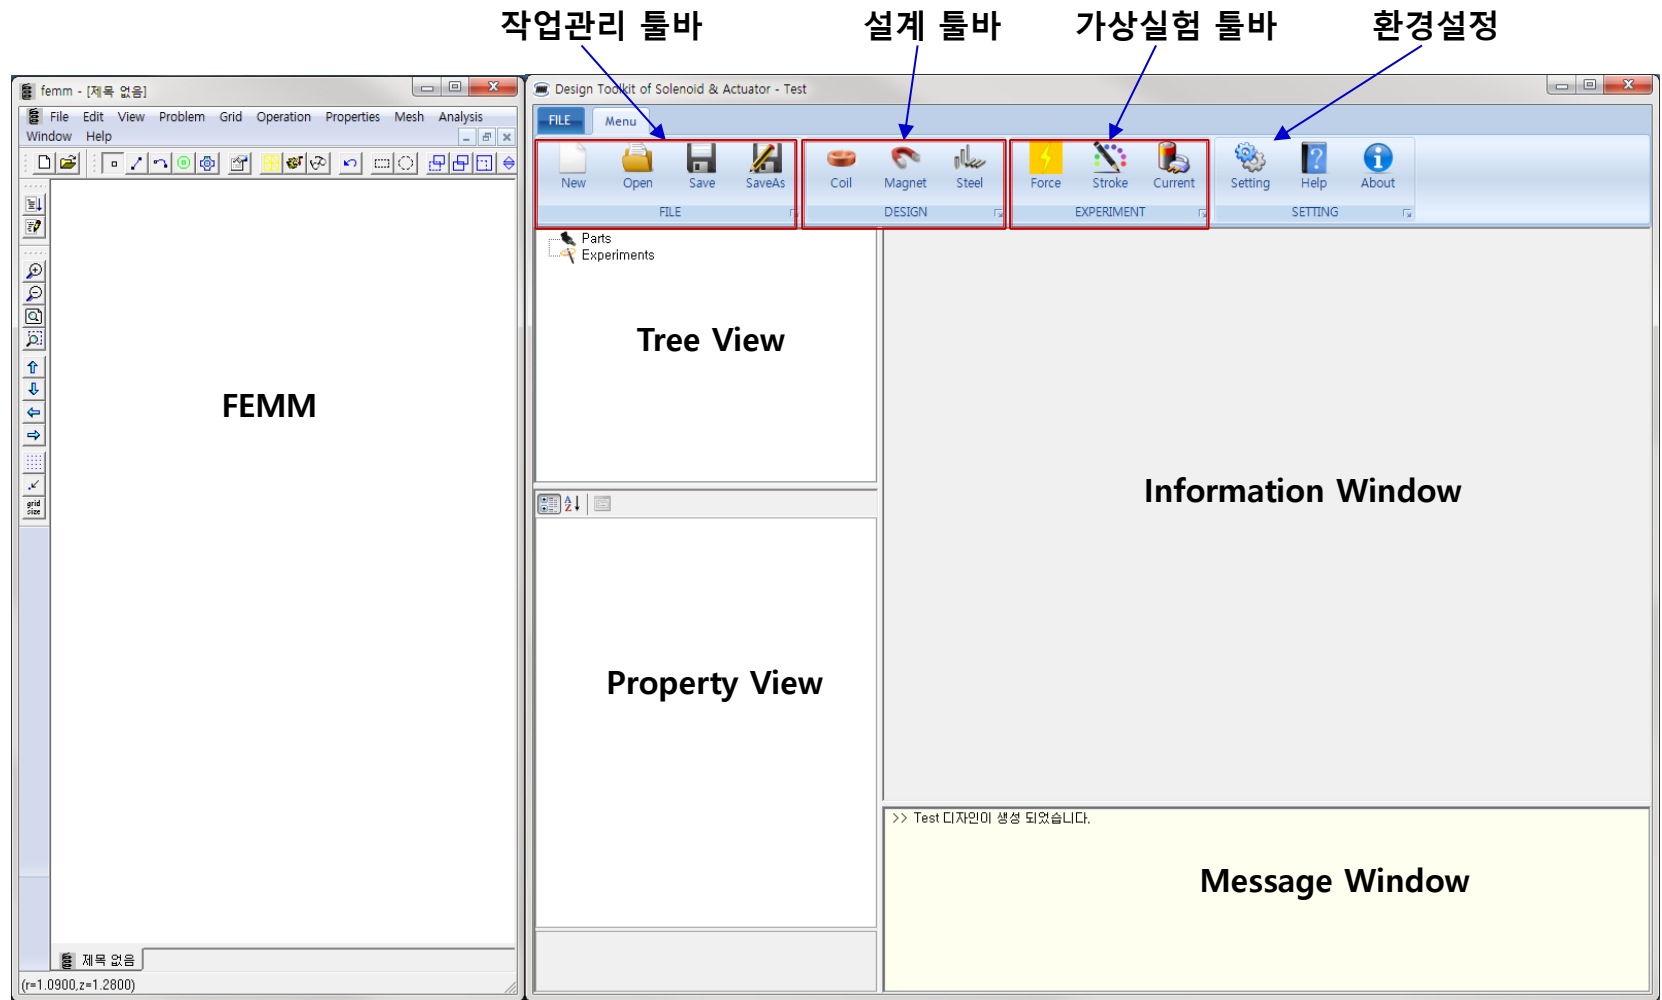 작업관리 툴바
설계 툴바
가상실험 툴바
환경설정
femm - [제목 없음]
File Edit View Problem Grid Operation Properties Mesh Analysis
Window Help
grid
size
FEMM
제목 없음
(r=1.0900,z=1.2800)
Design Toolkit of Solenoid & Actuator - Test
FILE Menu
New Open Save SaveAs Coil Magnet Steel Force Stroke Current Setting Help About
FILE DESIGN EXPERIMENT SETTING
Parts
Experiments
Tree View
Property View
Information Window
>> Test 디자인이 생성 되었습니다.
Message Window